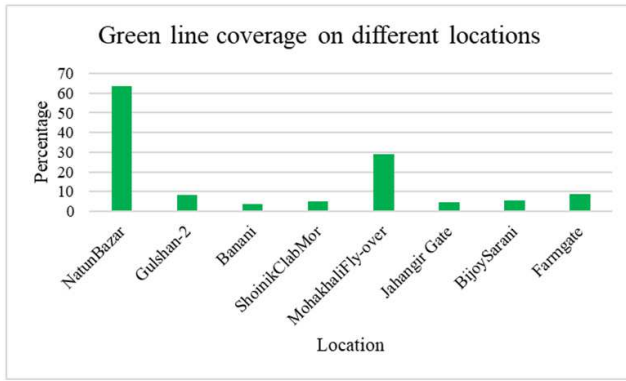 Green line coverage on different locations
70
60
50
40
30
20
10
0
Percentage
NatunBazar
Gulshan-2
Banani
ShoinikClabMor
MohakhaliFly-over
Jahangir Gate
BijoySarani
Farmgate
Location